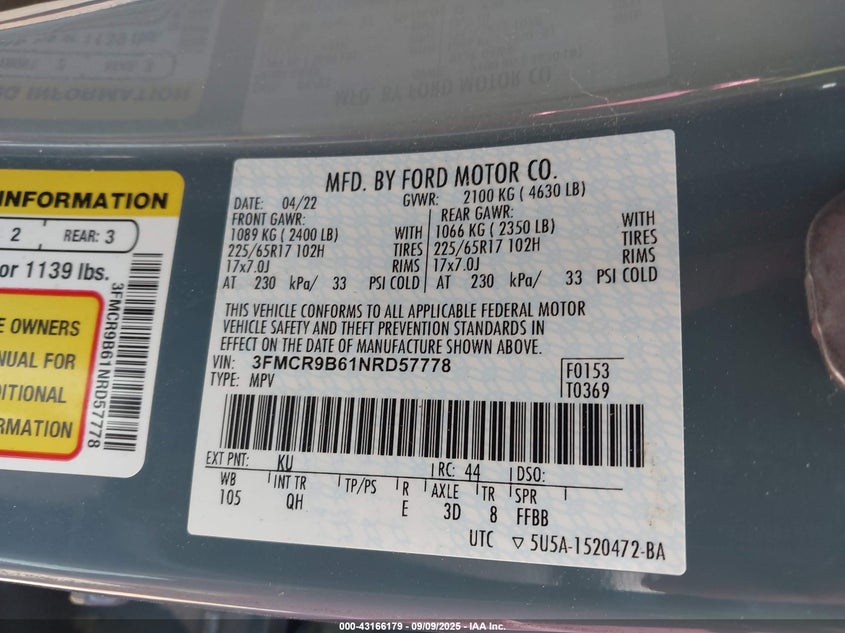 INFORMATION
2 REAR: 3
or 1139 lbs.
E OWNERS
NUAL FOR
DITIONAL
ORMATION
3FMCR9B61NRD57778
MFD. BY FORD MOTOR CO.
DATE: 04/22 GVWR: 2100 KG ( 4630 LB)
FRONT GAWR: REAR GAWR:
1089 KG ( 2400 LB) WITH 1066 KG ( 2350 LB) WITH
225/65R17 102H TIRES 225/65R17 102H TIRES
17x7.0J RIMS 17x7.0J RIMS
AT 230 kPa/ 33 PSI COLD AT 230 kPa/ 33 PSI COLD
THIS VEHICLE CONFORMS TO ALL APPLICABLE FEDERAL MOTOR
VEHICLE SAFETY AND THEFT PREVENTION STANDARDS IN
EFFECT ON THE DATE OF MANUFACTURE SHOWN ABOVE.
VIN: 3FMCR9B61NRD57778 F0153
TYPE: MPV T0369
EXT PNT: KU RC: 44 DSO:
WB INT TR TP/PS R AXLE TR SPR
105 QH E 3D 8 FFBB
UTC ▽ 5U5A-1520472-BA
000-43166179 - 09/09/2025 - IAA Inc.